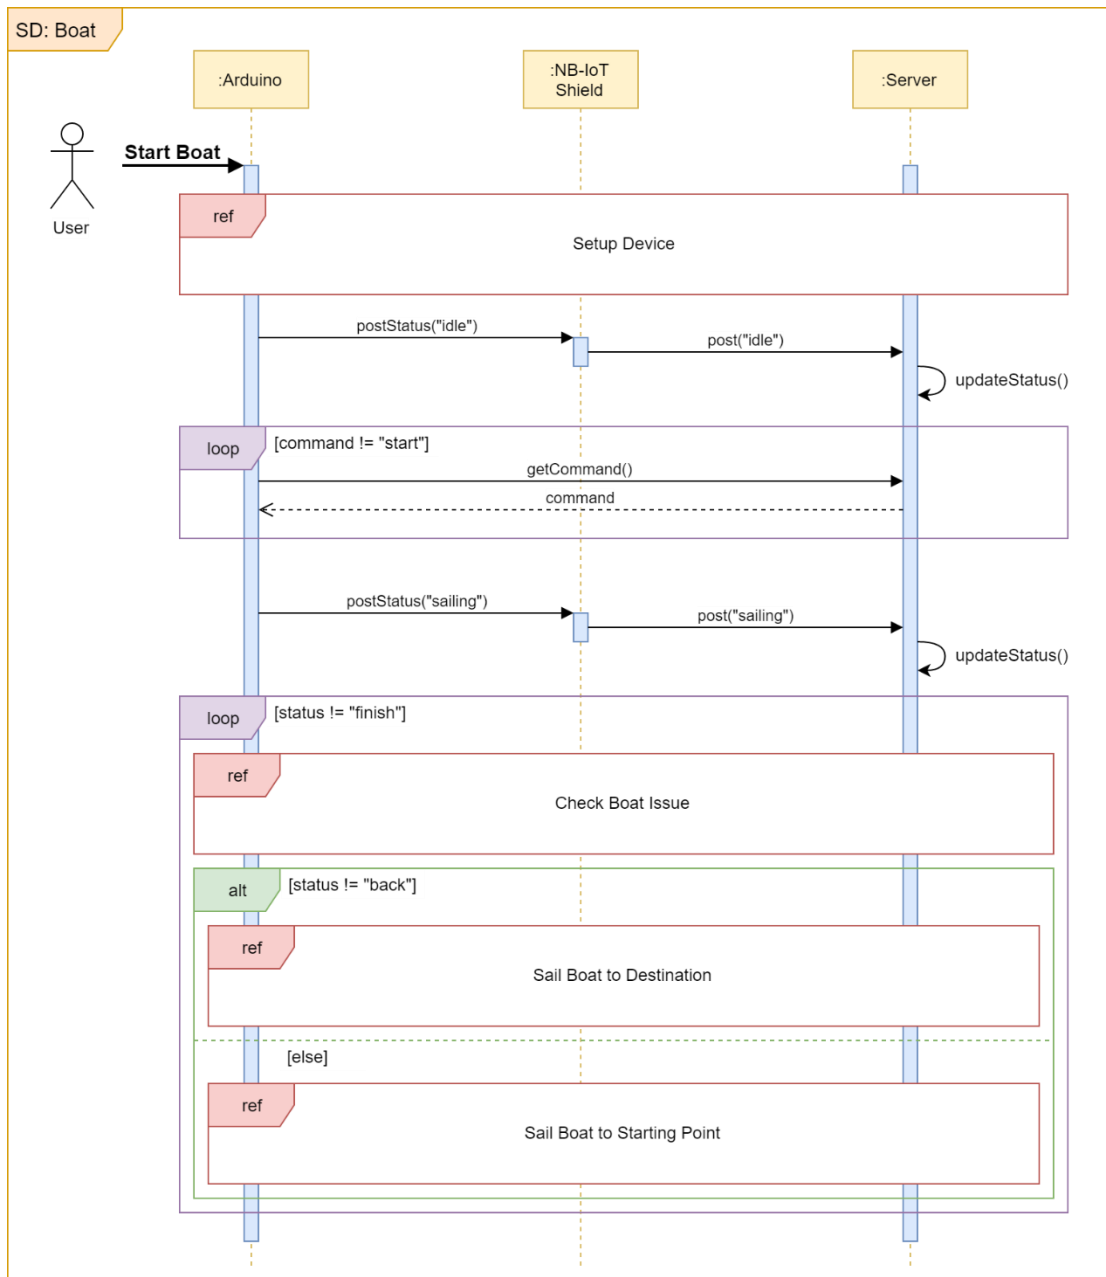 SD: Boat
:Arduino
:NB-IoT
Shield
:Server
Start Boat
User
ref
Setup Device
postStatus("idle")
post("idle")
updateStatus()
loop
[command != "start"]
getCommand()
command
postStatus("sailing")
post("sailing")
updateStatus()
loop
[status != "finish"]
ref
Check Boat Issue
alt
[status != "back"]
ref
Sail Boat to Destination
[else]
ref
Sail Boat to Starting Point